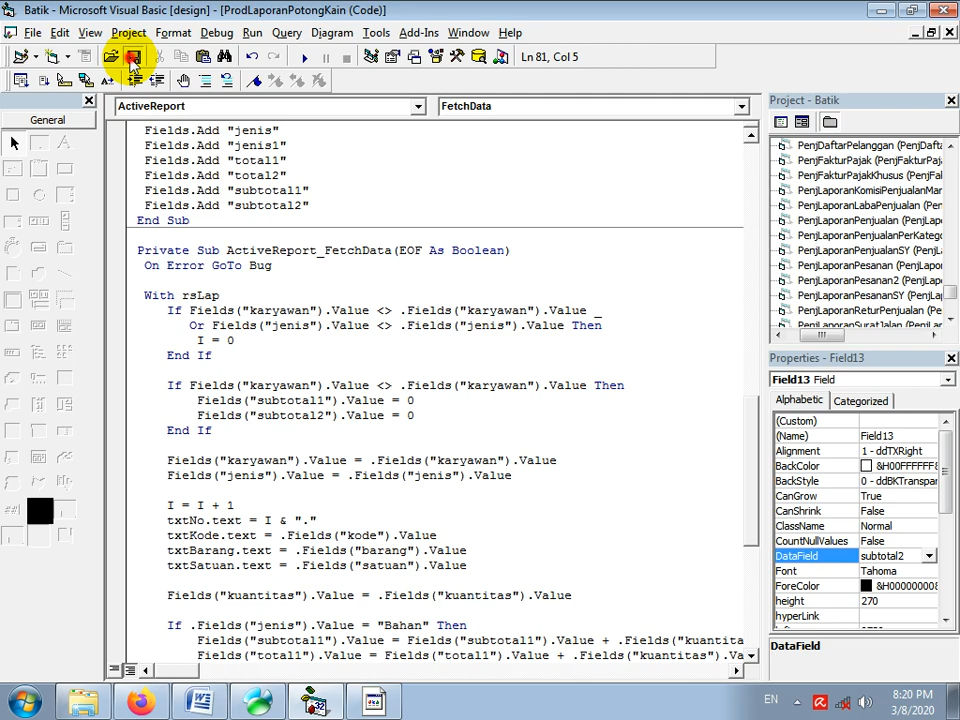 Batik - Microsoft Visual Basic [design] - [ProdLaporanPotongKain (Code)]
File Edit View Project Format Debug Run Query Diagram Tools Add-Ins Window Help
Ln 81, Col 5
General
ActiveReport
FetchData
Fields.Add "jenis"
Fields.Add "jenis1"
Fields.Add "total1"
Fields.Add "total2"
Fields.Add "subtotal1"
Fields.Add "subtotal2"
End Sub
Private Sub ActiveReport_FetchData(EOF As Boolean)
On Error GoTo Bug
With rsLap
If Fields("karyawan").Value <> .Fields("karyawan").Value _
Or Fields("jenis").Value <> .Fields("jenis").Value Then
I = 0
End If
If Fields("karyawan").Value <> .Fields("karyawan").Value Then
Fields("subtotal1").Value = 0
Fields("subtotal2").Value = 0
End If
Fields("karyawan").Value = .Fields("karyawan").Value
Fields("jenis").Value = .Fields("jenis").Value
I = I + 1
txtNo.text = I & "."
txtKode.text = .Fields("kode").Value
txtBarang.text = .Fields("barang").Value
txtSatuan.text = .Fields("satuan").Value
Fields("kuantitas").Value = .Fields("kuantitas").Value
If .Fields("jenis").Value = "Bahan" Then
Fields("subtotal1").Value = Fields("subtotal1").Value + .Fields("kuantita
Fields("total1").Value = Fields("total1").Value + .Fields("kuantitas").Va
Project - Batik
PenjDaftarPelanggan (PenjDafta
PenjFakturPajak (PenjFakturPaja
PenjFakturPajakKhusus (PenjFak
PenjLaporanKomisiPenjualanMar
PenjLaporanLabaPenjualan (Penj
PenjLaporanPenjualan (PenjLapo
PenjLaporanPenjualanPerKatego
PenjLaporanPenjualanSY (PenjLa
PenjLaporanPesanan (PenjLapor
PenjLaporanPesanan2 (PenjLapo
PenjLaporanPesananSY (PenjLap
PenjLaporanReturPenjualan (Per
PenjLaporanSuratJalan (PenjLap
Properties - Field13
Field13 Field
Alphabetic Categorized
(Custom)
(Name) Field13
Alignment 1 - ddTXRight
BackColor &H00FFFFFF&
BackStyle 0 - ddBKTranspar
CanGrow True
CanShrink False
ClassName Normal
CountNullValues False
DataField subtotal2
Font Tahoma
ForeColor &H00000000&
height 270
hyperLink
DataField
EN
8:20 PM
3/8/2020